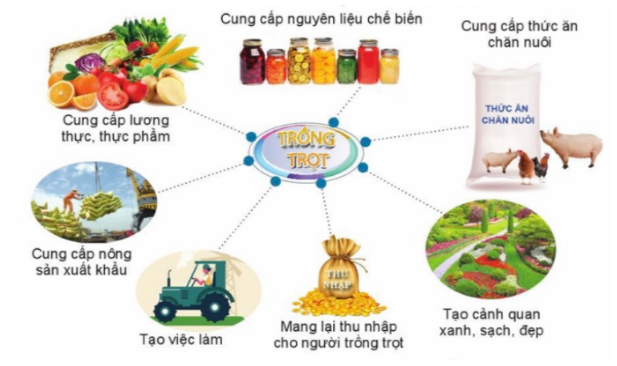 Cung cấp nguyên liệu chế biến
Cung cấp thức ăn
chăn nuôi
THỨC ĂN
CHĂN NUÔI
Cung cấp lương
thực, thực phẩm
TRỒNG
TRỌT
Cung cấp nông
sản xuất khẩu
Tạo việc làm
THU
NHẬP
Mang lại thu nhập
cho người trồng trọt
Tạo cảnh quan
xanh, sạch, đẹp